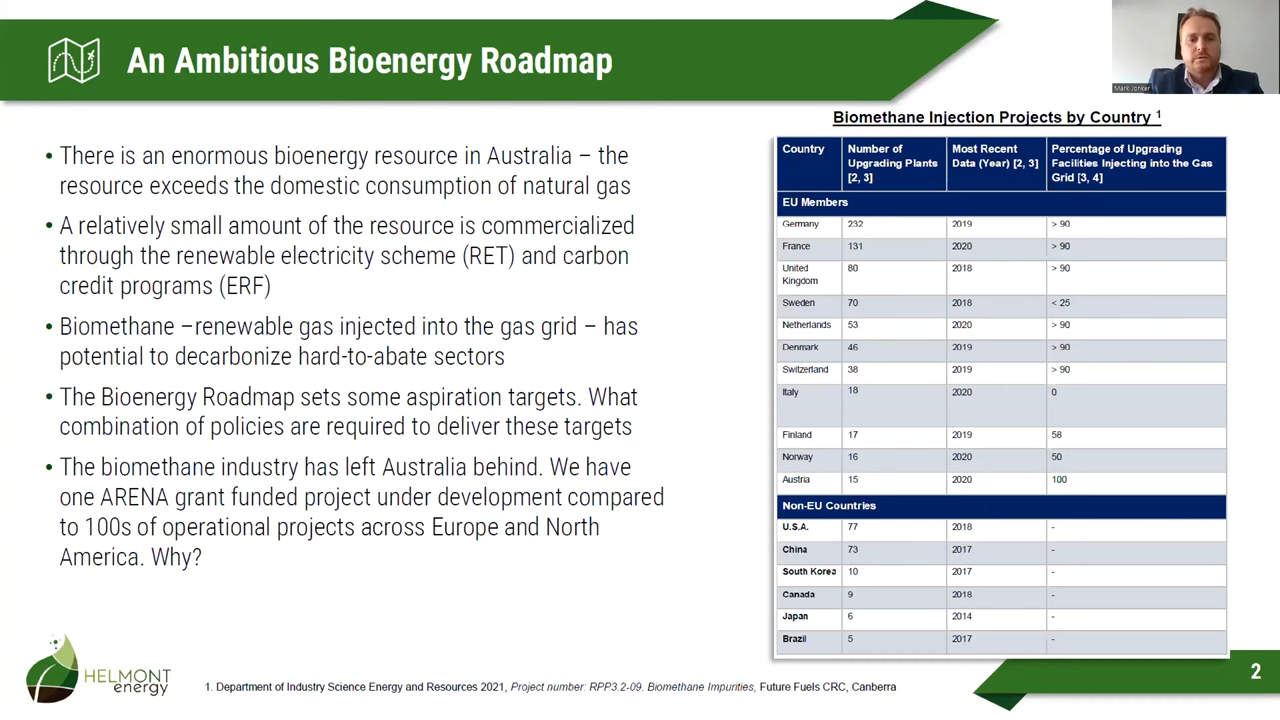 An Ambitious Bioenergy Roadmap
Mark Jonker
• There is an enormous bioenergy resource in Australia – the
resource exceeds the domestic consumption of natural gas
• A relatively small amount of the resource is commercialized
through the renewable electricity scheme (RET) and carbon
credit programs (ERF)
• Biomethane –renewable gas injected into the gas grid – has
potential to decarbonize hard-to-abate sectors
• The Bioenergy Roadmap sets some aspiration targets. What
combination of policies are required to deliver these targets
• The biomethane industry has left Australia behind. We have
one ARENA grant funded project under development compared
to 100s of operational projects across Europe and North
America. Why?
Biomethane Injection Projects by Country 1
Country Number of Upgrading Plants [2, 3] Most Recent Data (Year) [2, 3] Percentage of Upgrading Facilities Injecting into the Gas Grid [3, 4]
EU Members
Germany 232 2019 > 90
France 131 2020 > 90
United Kingdom 80 2018 > 90
Sweden 70 2018 < 25
Netherlands 53 2020 > 90
Denmark 46 2019 > 90
Switzerland 38 2019 > 90
Italy 18 2020 0
Finland 17 2019 58
Norway 16 2020 50
Austria 15 2020 100
Non-EU Countries
U.S.A. 77 2018 -
China 73 2017 -
South Korea 10 2017 -
Canada 9 2018 -
Japan 6 2014 -
Brazil 5 2017 -
HELMONT
energy
1. Department of Industry Science Energy and Resources 2021, Project number: RPP3.2-09. Biomethane Impurities, Future Fuels CRC, Canberra
2